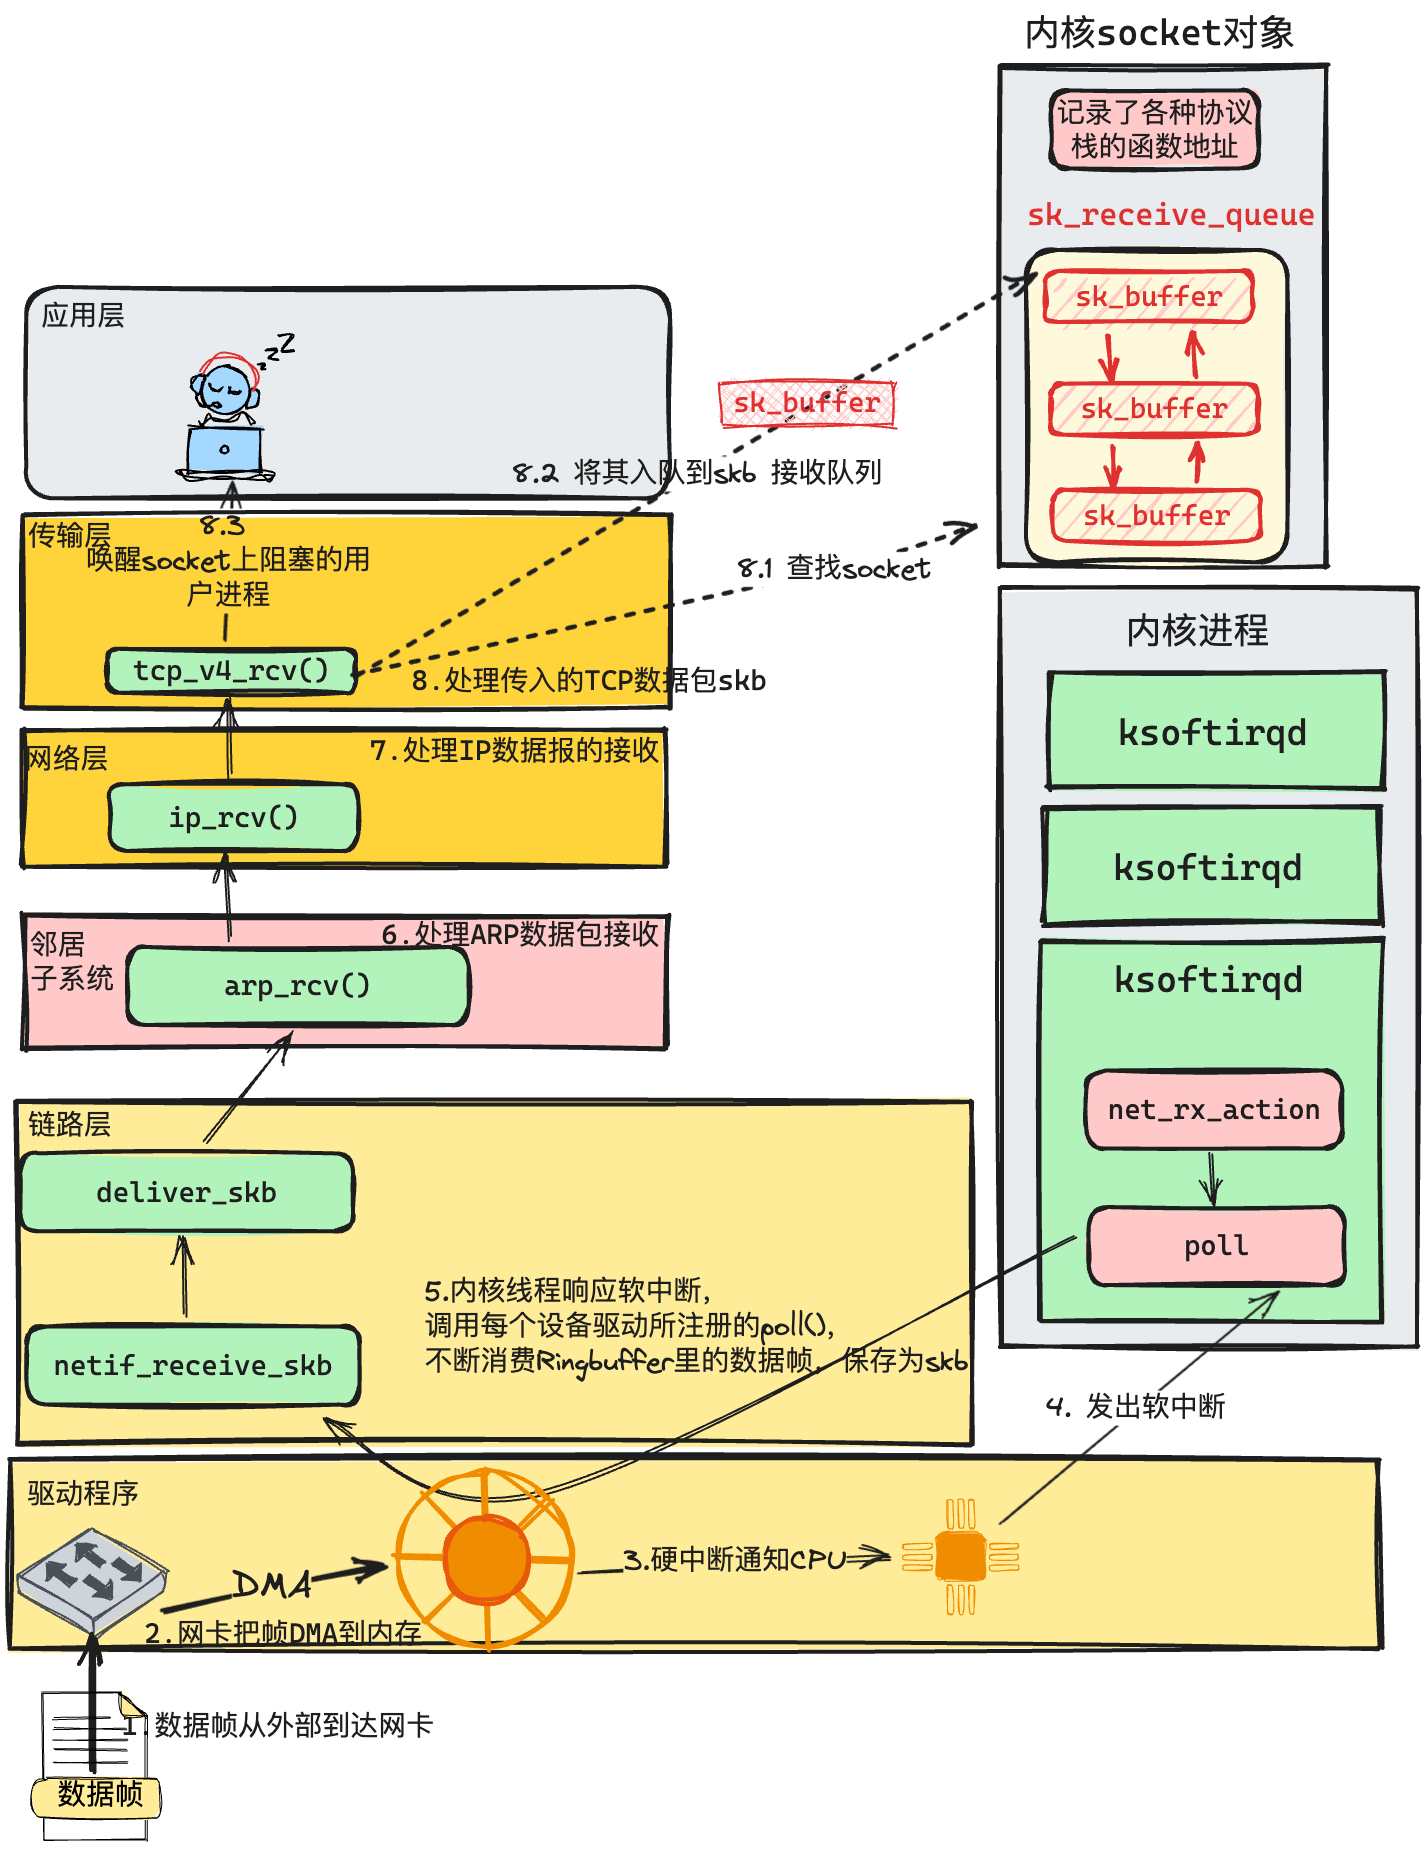 内核socket对象
记录了各种协议
栈的函数地址
sk_receive_queue
sk_buffer
sk_buffer
sk_buffer
应用层
zzZ
sk_buffer
8.2 将其入队到skb 接收队列
8.1 查找socket
传输层
8.3
唤醒socket上阻塞的用
户进程
tcp_v4_rcv()
8.处理传入的TCP数据包skb
网络层
7.处理IP数据报的接收
ip_rcv()
邻居
子系统
6.处理ARP数据包接收
arp_rcv()
内核进程
ksoftirqd
ksoftirqd
ksoftirqd
net_rx_action
poll
链路层
deliver_skb
netif_receive_skb
5.内核线程响应软中断,
调用每个设备驱动所注册的poll(),
不断消费Ringbuffer里的数据帧, 保存为skb
4. 发出软中断
驱动程序
DMA
2.网卡把帧DMA到内存
3.硬中断通知CPU
1.数据帧从外部到达网卡
数据帧